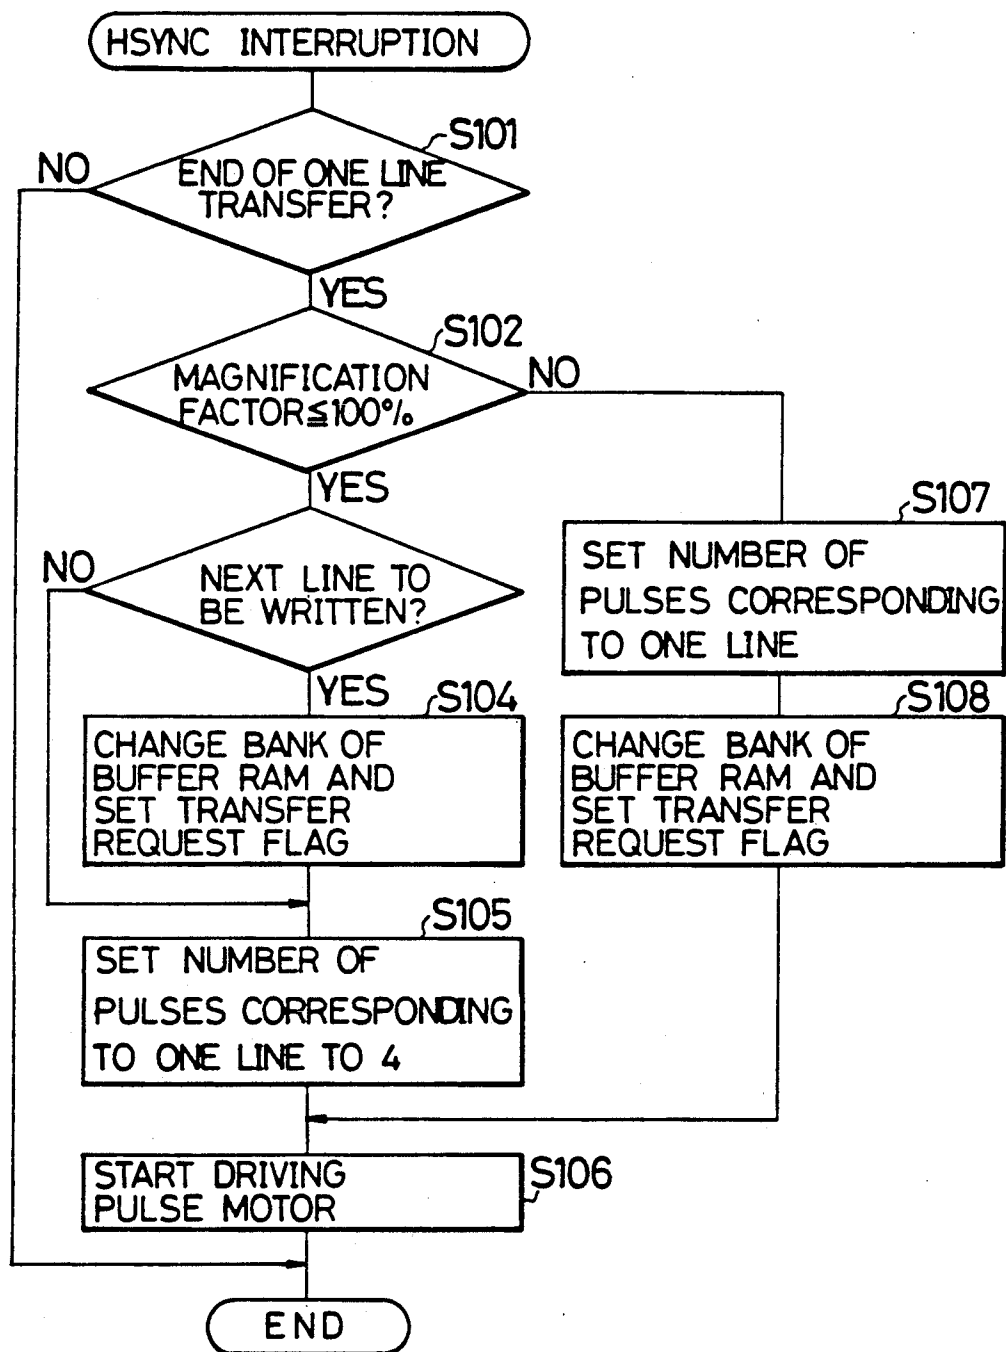 HSYNC INTERRUPTION
S101
NO
END OF ONE LINE
TRANSFER?
YES
S102
MAGNIFICATION
FACTOR≦100%
NO
YES
S107
SET NUMBER OF
PULSES CORRESPONDING
TO ONE LINE
NO
NEXT LINE TO
BE WRITTEN?
YES
S104
CHANGE BANK OF
BUFFER RAM AND
SET TRANSFER
REQUEST FLAG
S108
CHANGE BANK OF
BUFFER RAM AND
SET TRANSFER
REQUEST FLAG
S105
SET NUMBER OF
PULSES CORRESPONDING
TO ONE LINE TO 4
START DRIVING
PULSE MOTOR
S106
END